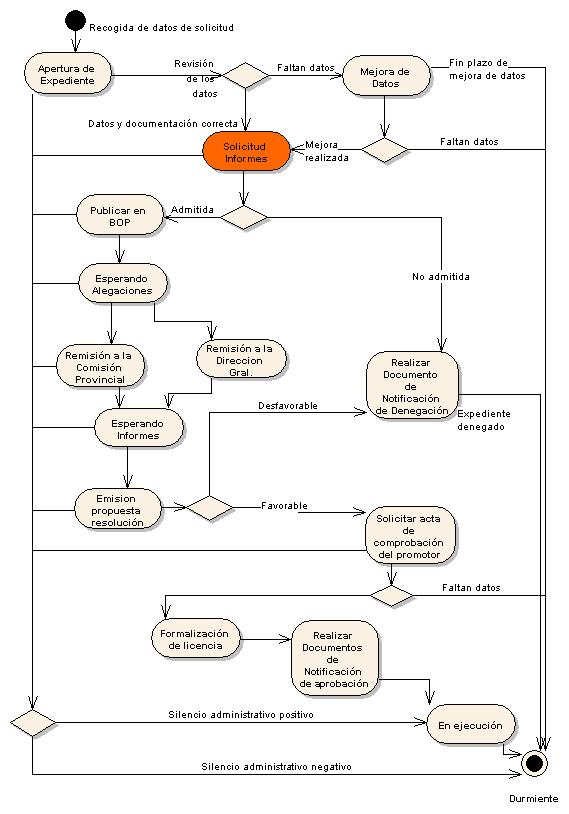 Recogida de datos de solicitud
Apertura de
Expediente
Revisión
de los
datos
Faltan datos
Mejora de
Datos
Fin plazo de
mejora de datos
Datos y documentación correcta
Solicitud
Informes
Mejora
realizada
Faltan datos
Publicar en
BOP
Admitida
No admitida
Esperando
Alegaciones
Remisión a la
Comisión
Provincial
Remisión a la
Direccion
Gral.
Realizar
Documento
de
Notificación
de Denegación
Esperando
Informes
Desfavorable
Expediente
denegado
Emision
propuesta
resolución
Favorable
Solicitar acta
de
comprobación
del promotor
Faltan datos
Formalización
de licencia
Realizar
Documentos
de
Notificación
de aprobación
Silencio administrativo positivo
En ejecución
Silencio administrativo negativo
Durmiente